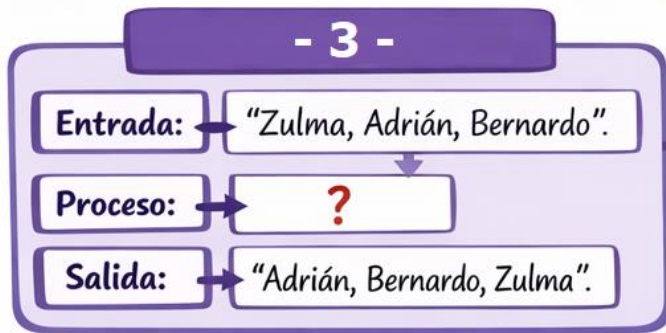 - 3 -
Entrada: “Zulma, Adrián, Bernardo”.
Proceso: ?
Salida: “Adrián, Bernardo, Zulma”.